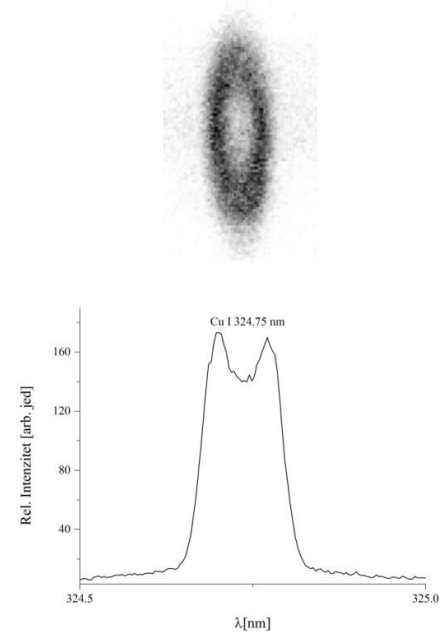 Cu I 324.75 nm
160
120
80
40
Rel. Intenzitet [arb. jed]
324.5
325.0
λ[nm]